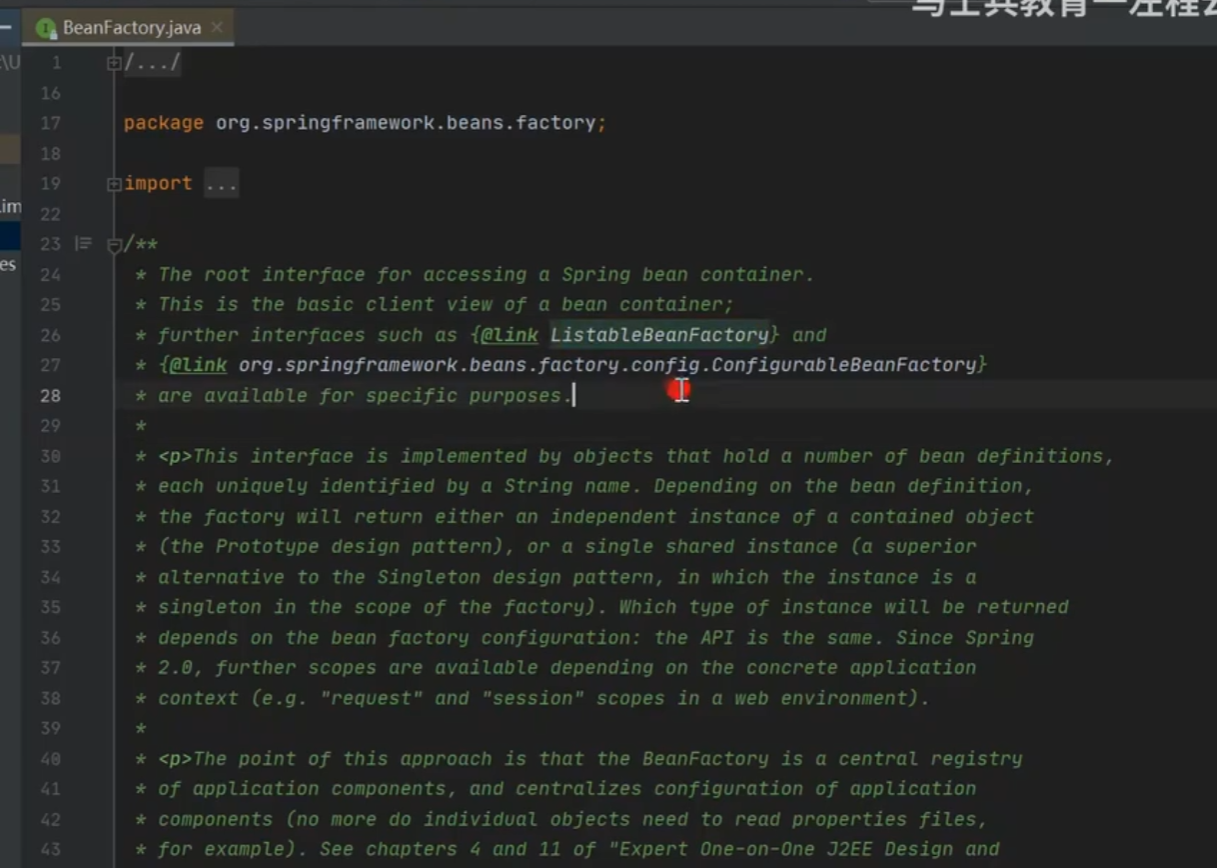 马士兵教育—左程云
BeanFactory.java
1 /.../
16
17 package org.springframework.beans.factory;
18
19 import ...
22
23 /**
24 * The root interface for accessing a Spring bean container.
25 * This is the basic client view of a bean container;
26 * further interfaces such as {@link ListableBeanFactory} and
27 * {@link org.springframework.beans.factory.config.ConfigurableBeanFactory}
28 * are available for specific purposes.
29 *
30 * <p>This interface is implemented by objects that hold a number of bean definitions,
31 * each uniquely identified by a String name. Depending on the bean definition,
32 * the factory will return either an independent instance of a contained object
33 * (the Prototype design pattern), or a single shared instance (a superior
34 * alternative to the Singleton design pattern, in which the instance is a
35 * singleton in the scope of the factory). Which type of instance will be returned
36 * depends on the bean factory configuration: the API is the same. Since Spring
37 * 2.0, further scopes are available depending on the concrete application
38 * context (e.g. "request" and "session" scopes in a web environment).
39 *
40 * <p>The point of this approach is that the BeanFactory is a central registry
41 * of application components, and centralizes configuration of application
42 * components (no more do individual objects need to read properties files,
43 * for example). See chapters 4 and 11 of "Expert One-on-One J2EE Design and